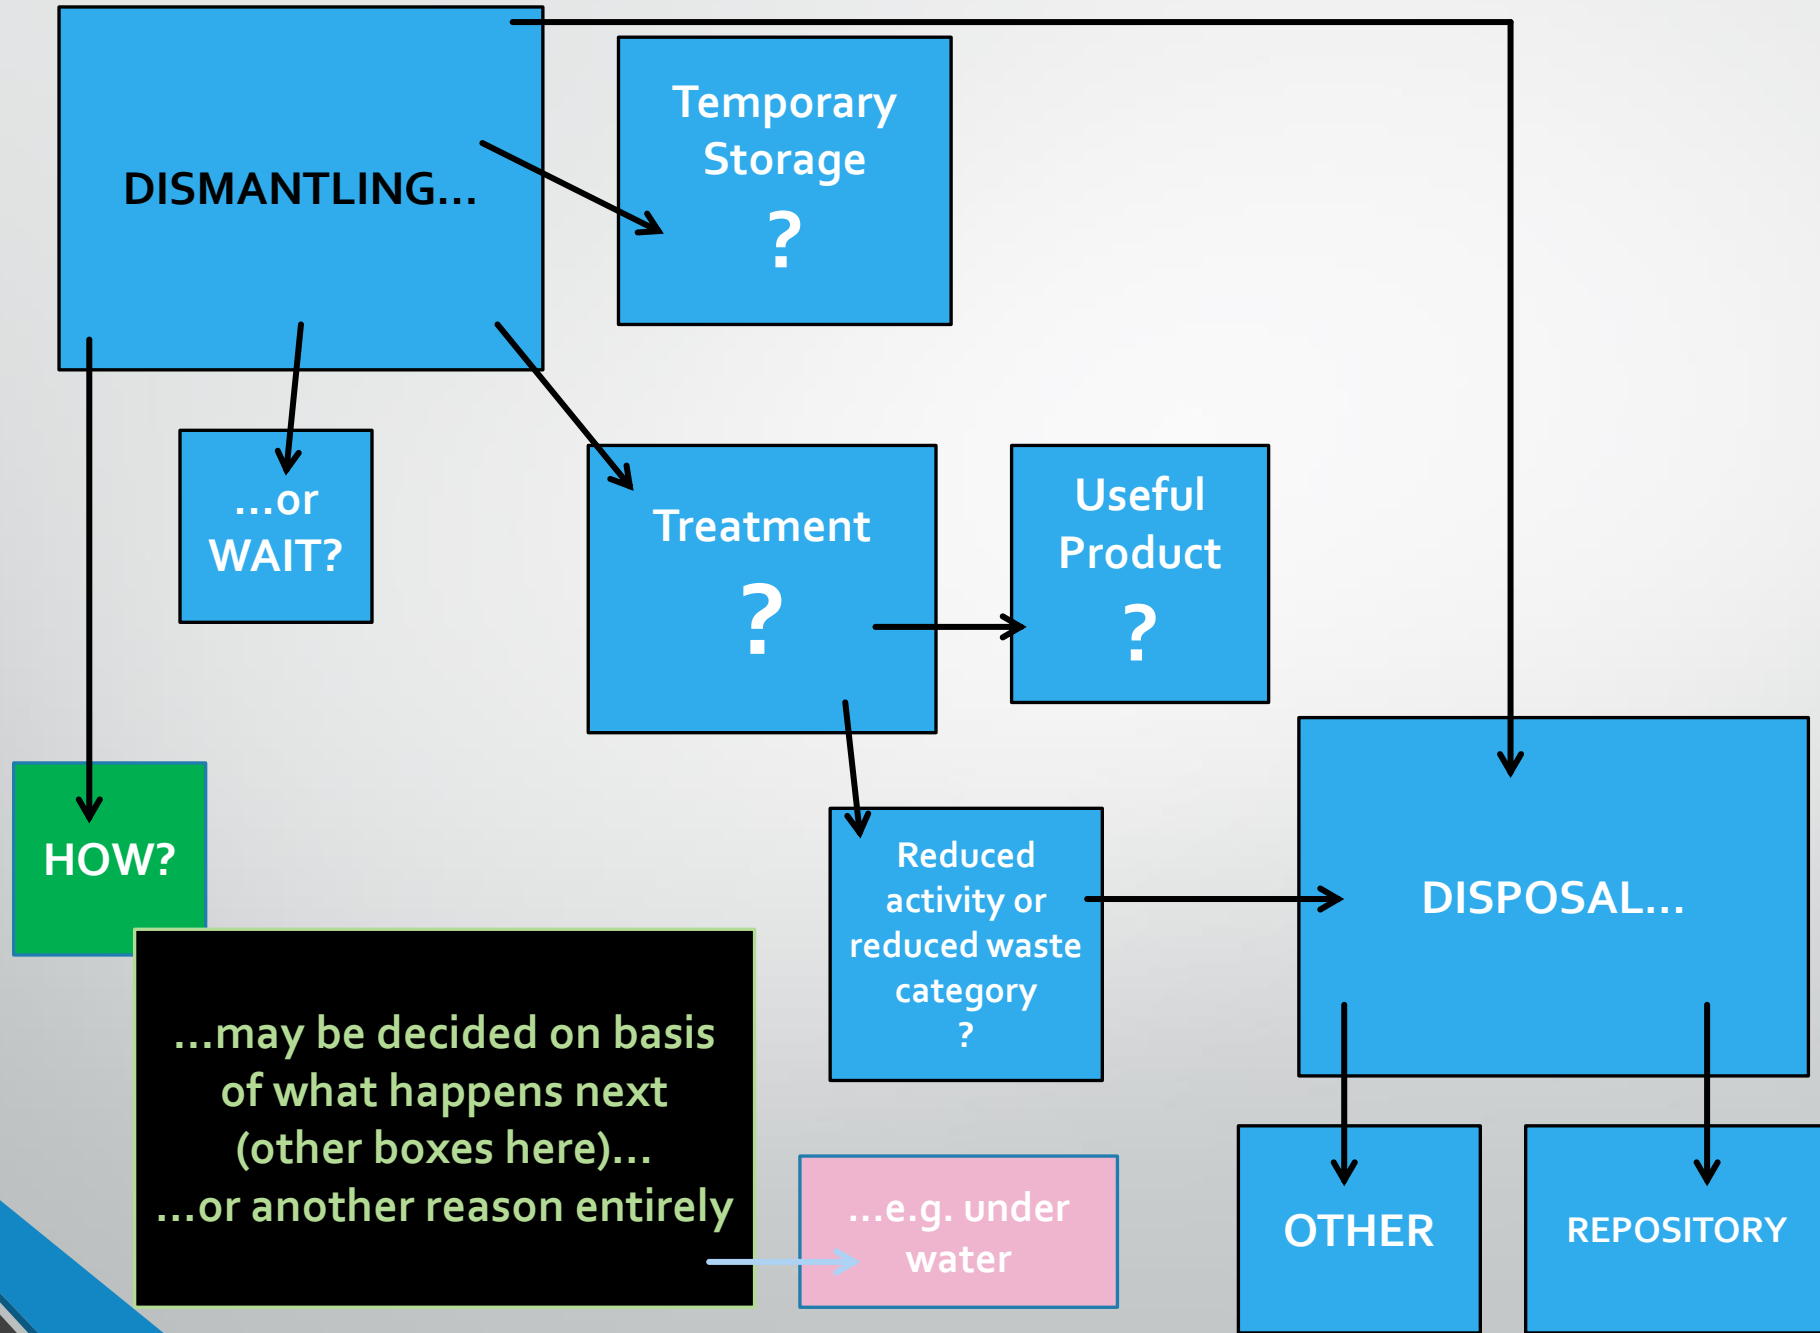 DISMANTLING...
Temporary
Storage
?
...or
WAIT?
Treatment
?
Useful
Product
?
HOW?
Reduced
activity or
reduced waste
category
?
DISPOSAL...
...may be decided on basis
of what happens next
(other boxes here)...
...or another reason entirely
...e.g. under
water
OTHER
REPOSITORY